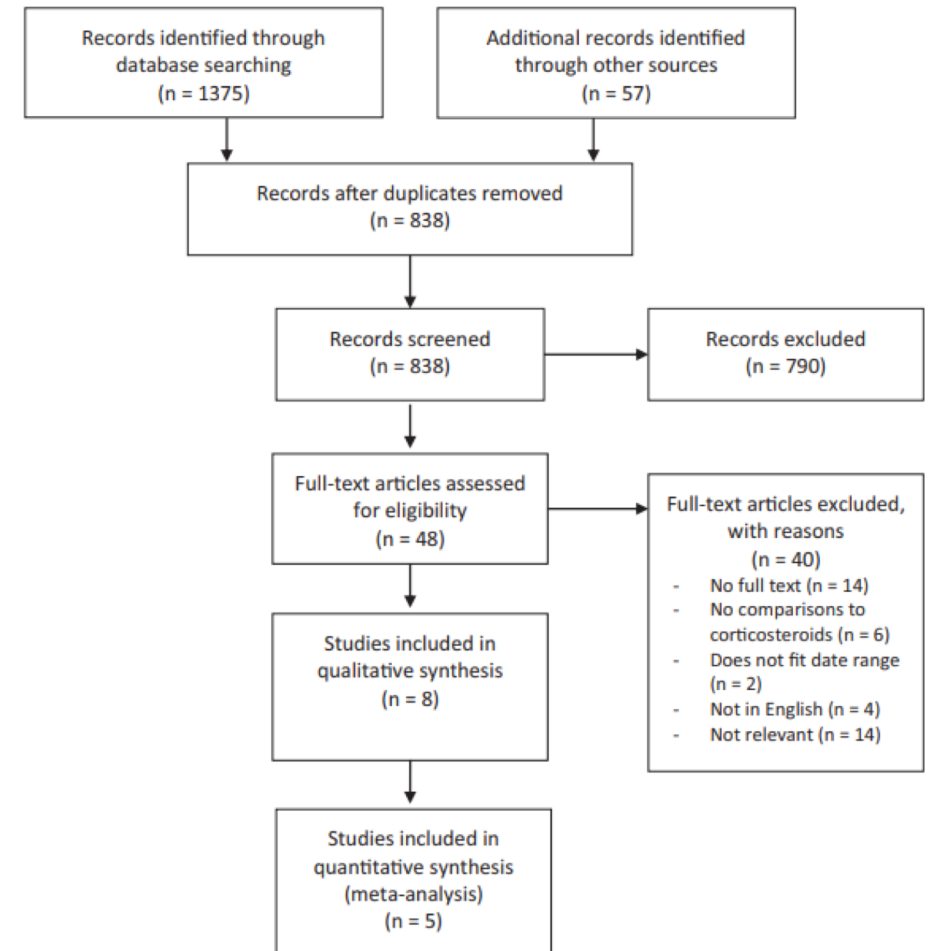 Records identified through
database searching
(n = 1375)
Additional records identified
through other sources
(n = 57)
Records after duplicates removed
(n = 838)
Records screened
(n = 838)
Records excluded
(n = 790)
Full-text articles assessed
for eligibility
(n = 48)
Full-text articles excluded,
with reasons
(n = 40)
- No full text (n = 14)
- No comparisons to
corticosteroids (n = 6)
- Does not fit date range
(n = 2)
- Not in English (n = 4)
- Not relevant (n = 14)
Studies included in
qualitative synthesis
(n = 8)
Studies included in
quantitative synthesis
(meta-analysis)
(n = 5)